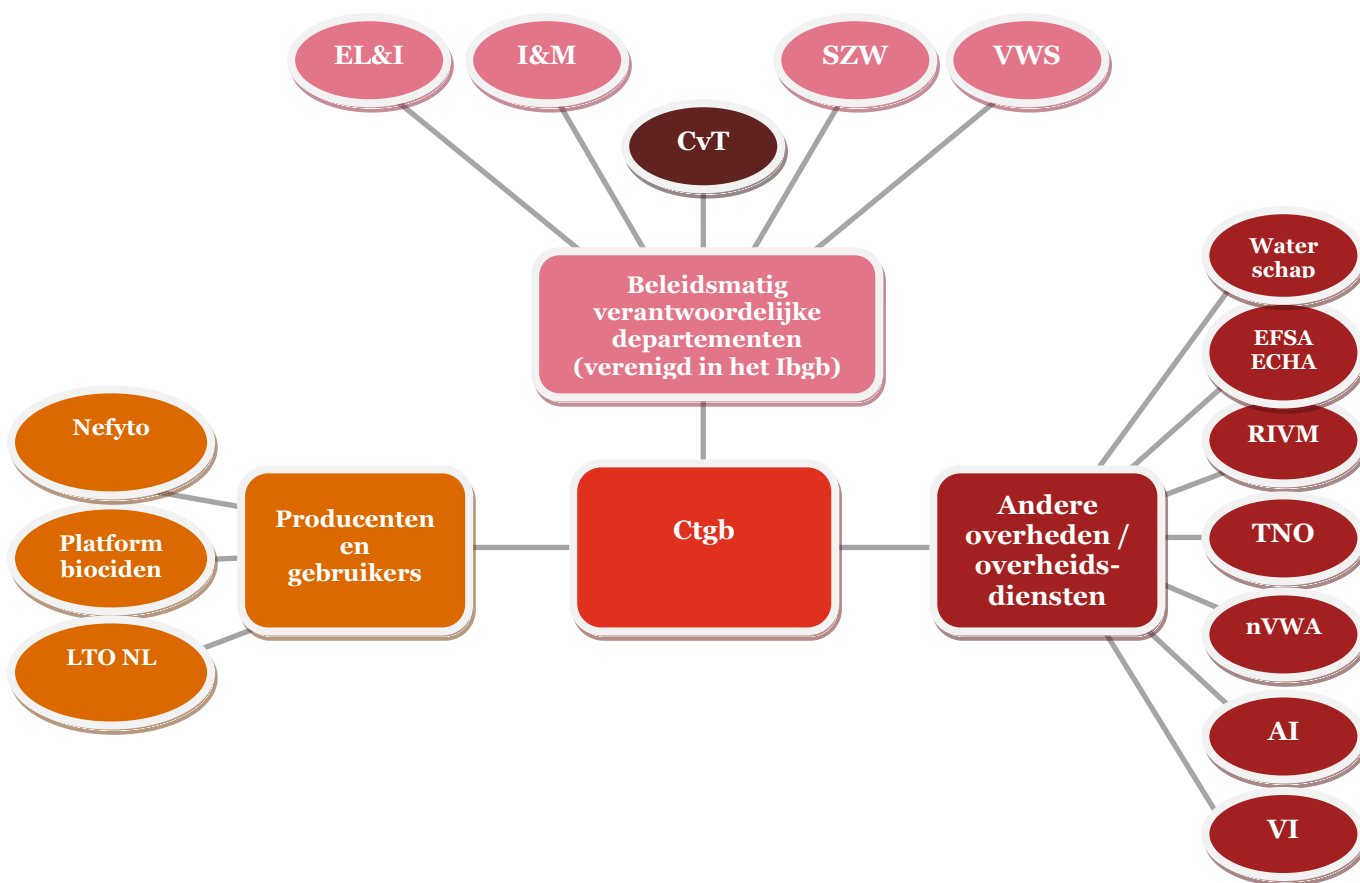 EL&I
I&M
SZW
VWS
CvT
Beleidsmatig
verantwoordelijke
departementen
(verenigd in het Ibgb)
Water
schap
EFSA
ECHA
RIVM
TNO
nVWA
AI
VI
Nefyto
Platform
biociden
LTO NL
Producenten
en
gebruikers
Ctgb
Andere
overheden /
overheids-
diensten